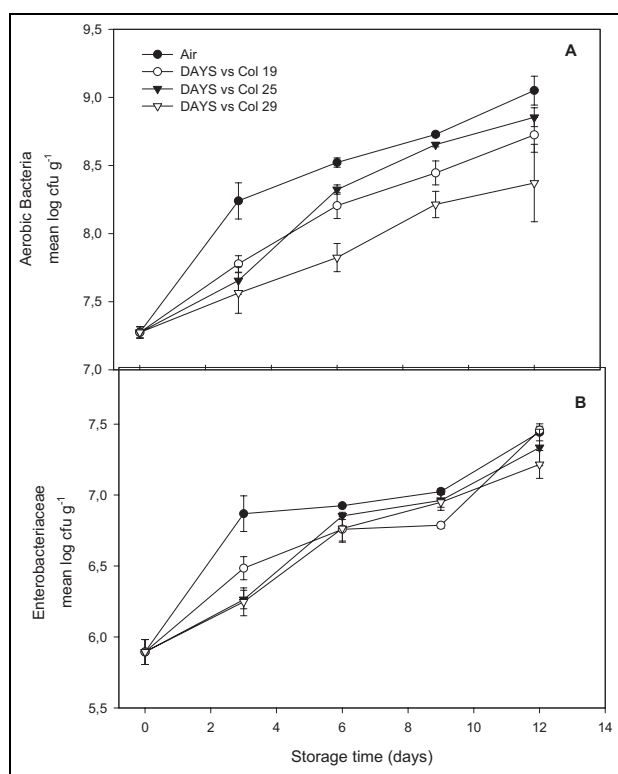 A
Air
DAYS vs Col 19
DAYS vs Col 25
DAYS vs Col 29
9,5
9,0
8,5
8,0
7,5
7,0
Aerobic Bacteria
mean log cfu g-1
B
7,5
7,0
6,5
6,0
5,5
Enterobacteriaceae
mean log cfu g-1
0 2 4 6 8 10 12 14
Storage time (days)